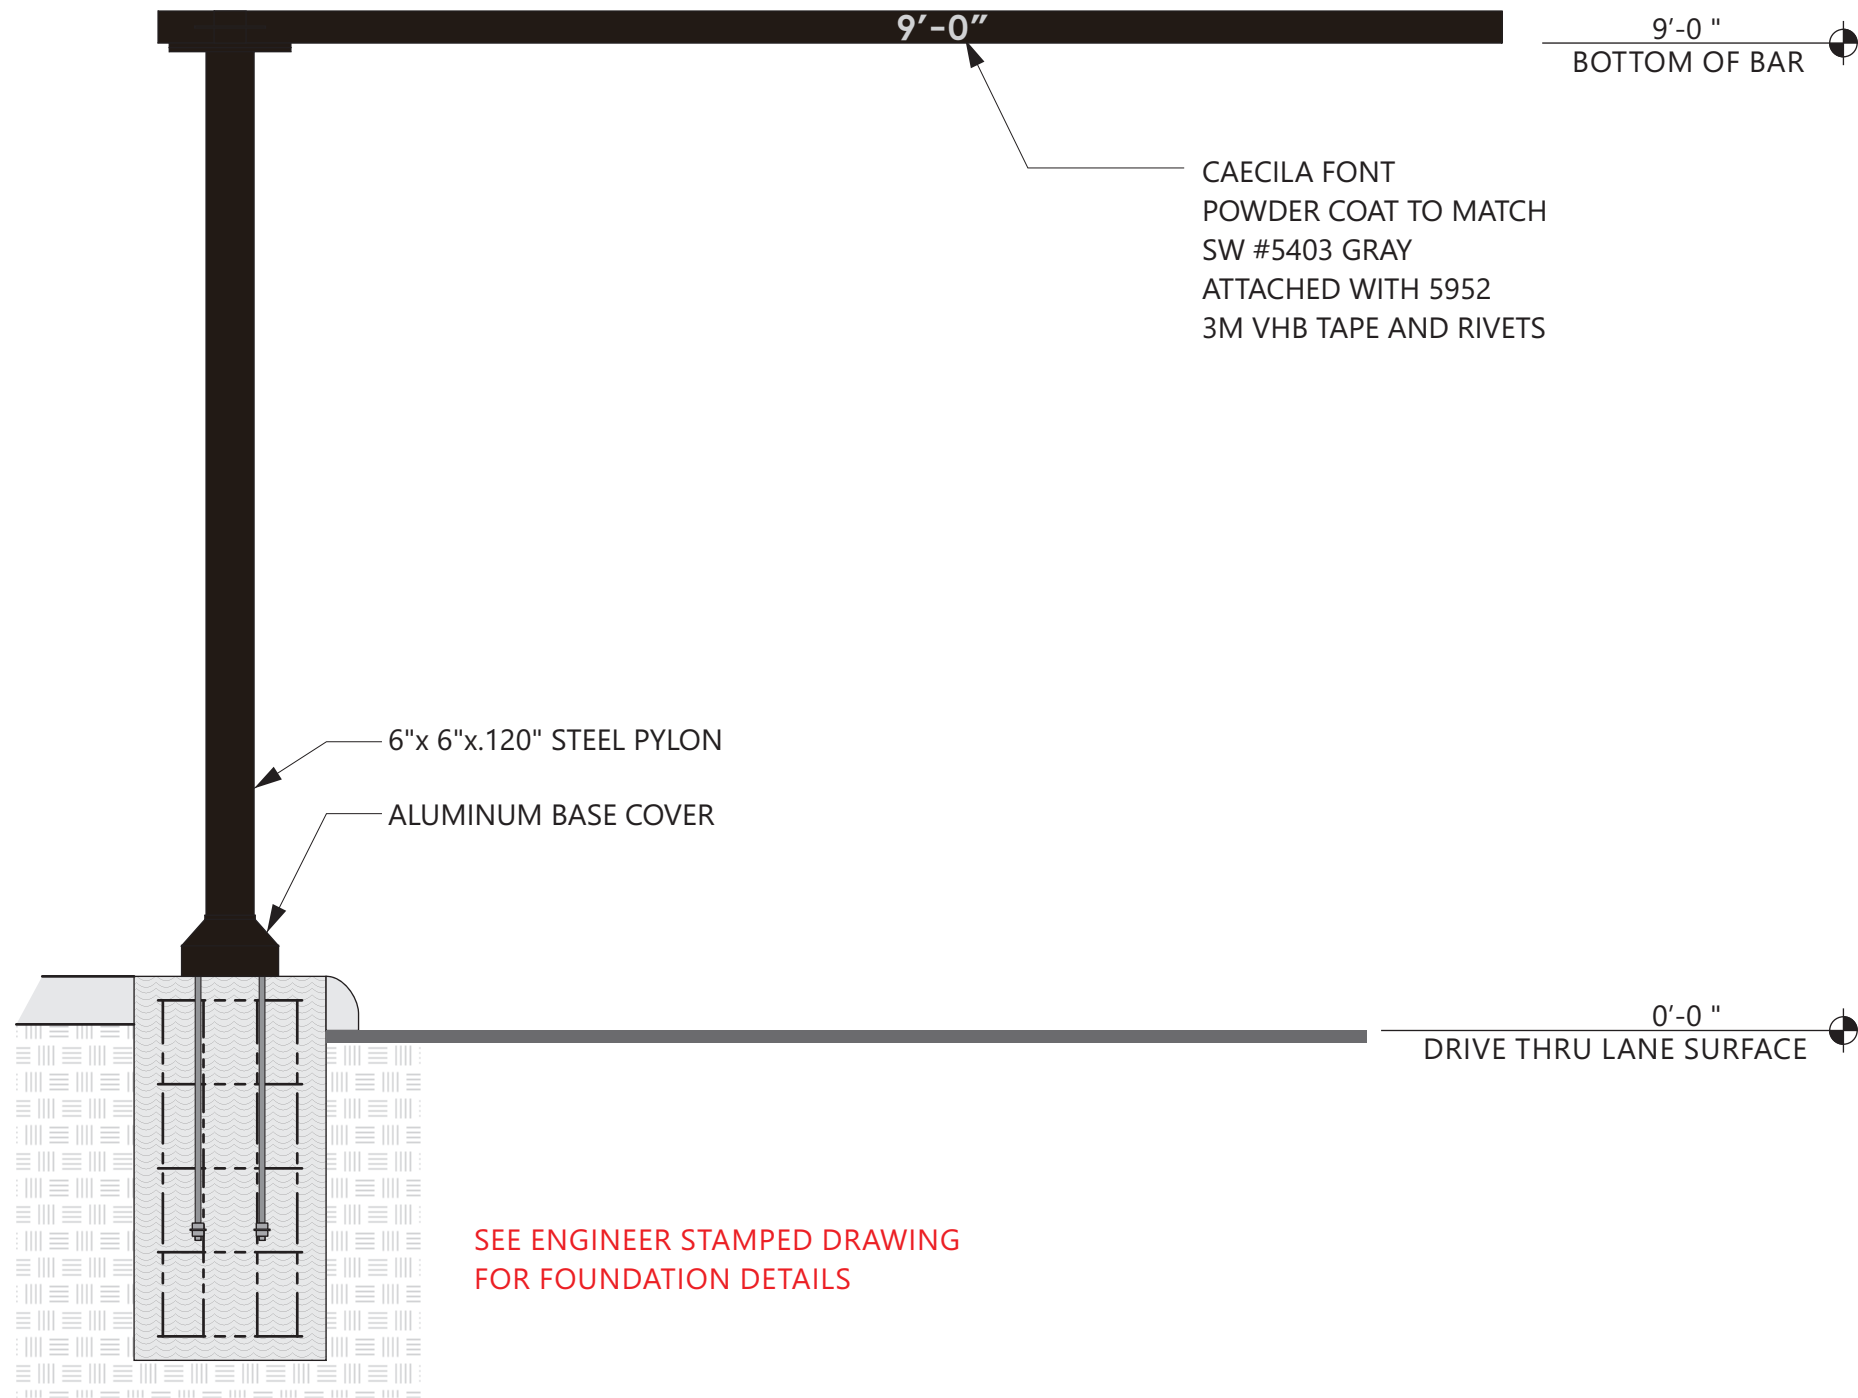 9′-0″
9′-0 "
BOTTOM OF BAR
CAECILA FONT
POWDER COAT TO MATCH
SW #5403 GRAY
ATTACHED WITH 5952
3M VHB TAPE AND RIVETS
6"x 6"x.120" STEEL PYLON
ALUMINUM BASE COVER
0′-0 "
DRIVE THRU LANE SURFACE
SEE ENGINEER STAMPED DRAWING
FOR FOUNDATION DETAILS